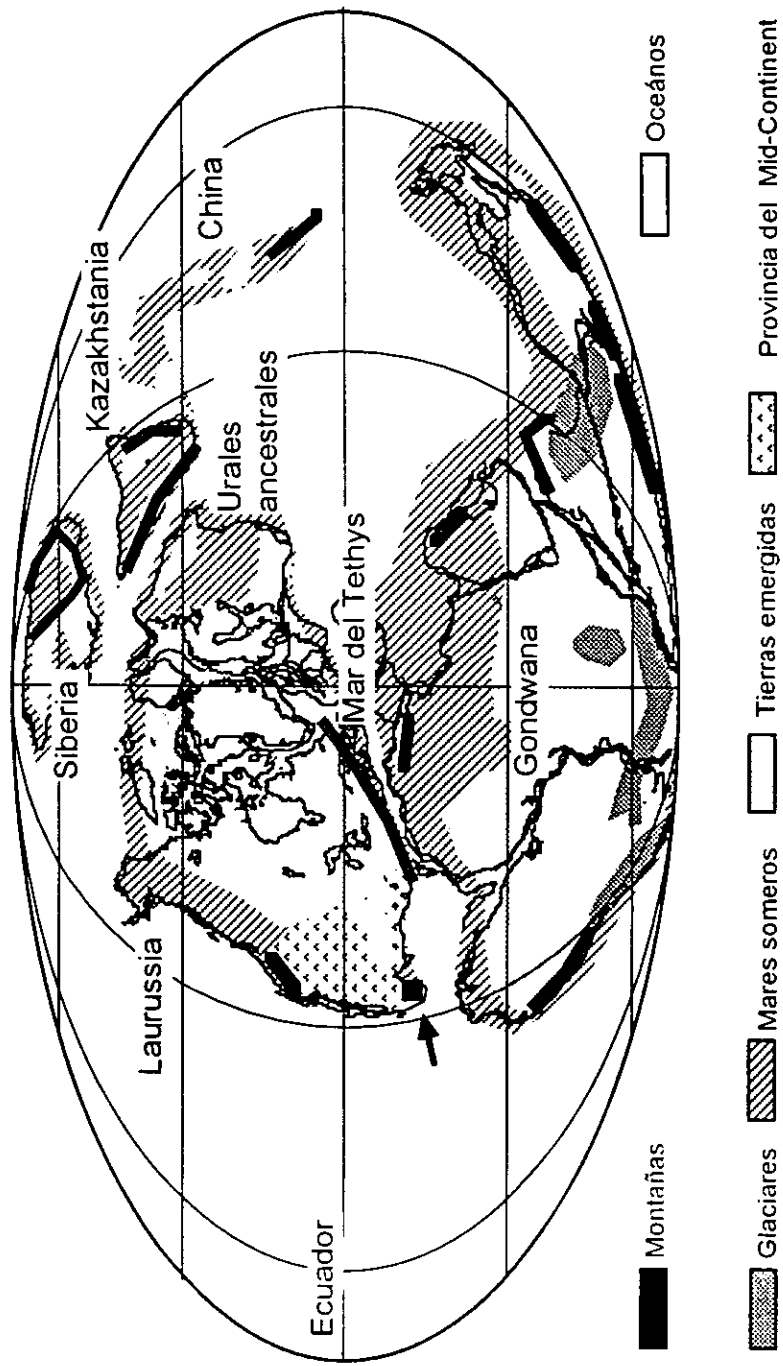 Siberia
Kazakhstania
China
Laurussia
Urales
ancestrales
Mar del Tethys
Ecuador
Gondwana
Montañas
Oceános
Glaciares
Mares someros
Tierras emergidas
Provincia del Mid-Continent